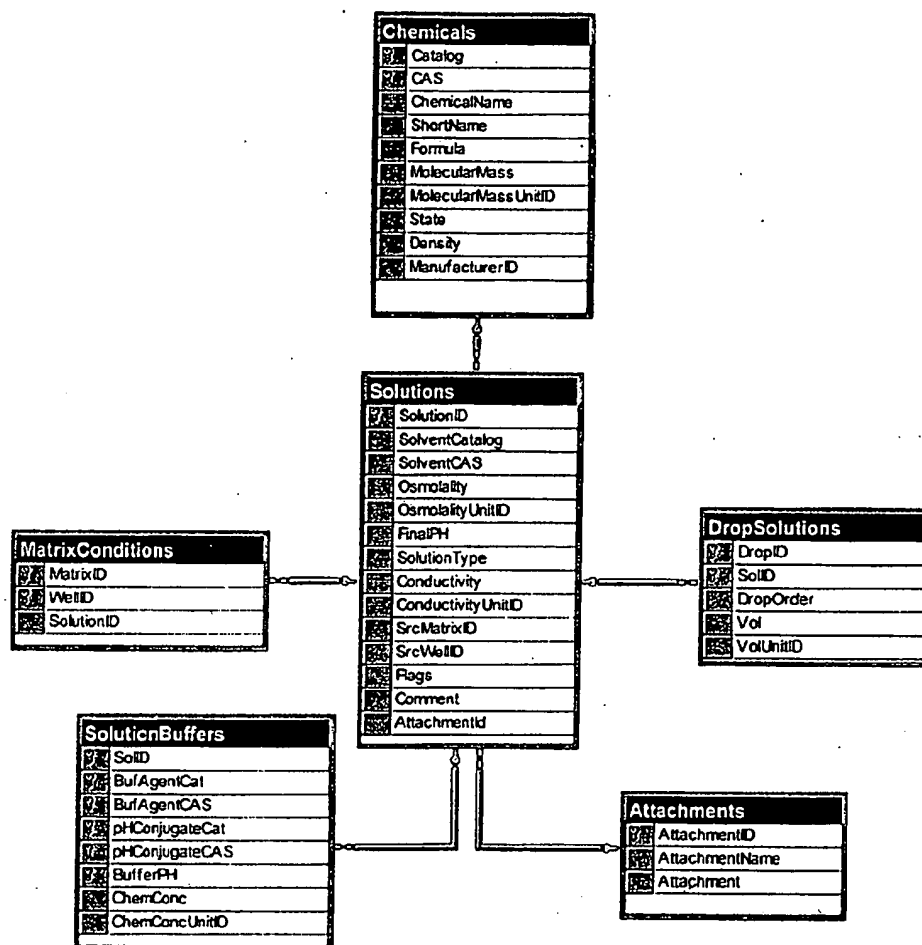 Chemicals
Catalog
CAS
ChemicalName
ShortName
Formula
MolecularMass
MolecularMassUnitID
State
Density
ManufacturerID
Solutions
SolutionID
SolventCatalog
SolventCAS
Osmolality
OsmolalityUnitID
FinalPH
SolutionType
Conductivity
ConductivityUnitID
SrcMatrixID
SrcWellID
Flags
Comment
AttachmentId
MatrixConditions
MatrixID
WellID
SolutionID
DropSolutions
DropID
SolID
DropOrder
Vol
VolUnitID
SolutionBuffers
SolID
BufAgentCat
BufAgentCAS
pHConjugateCat
pHConjugateCAS
BufferPH
ChemConc
ChemConcUnitID
Attachments
AttachmentID
AttachmentName
Attachment